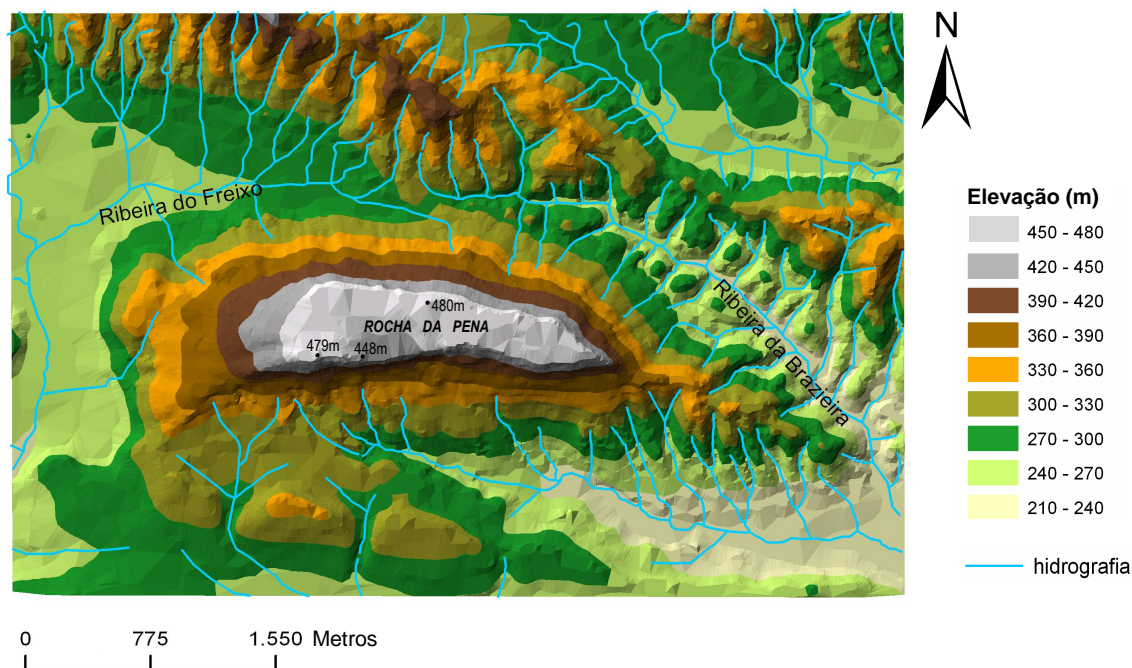 N
Ribeira do Freixo
480m
ROCHA DA PENA
479m
448m
Ribeira da Brazieira
Elevação (m)
450 - 480
420 - 450
390 - 420
360 - 390
330 - 360
300 - 330
270 - 300
240 - 270
210 - 240
hidrografia
0 775 1.550 Metros